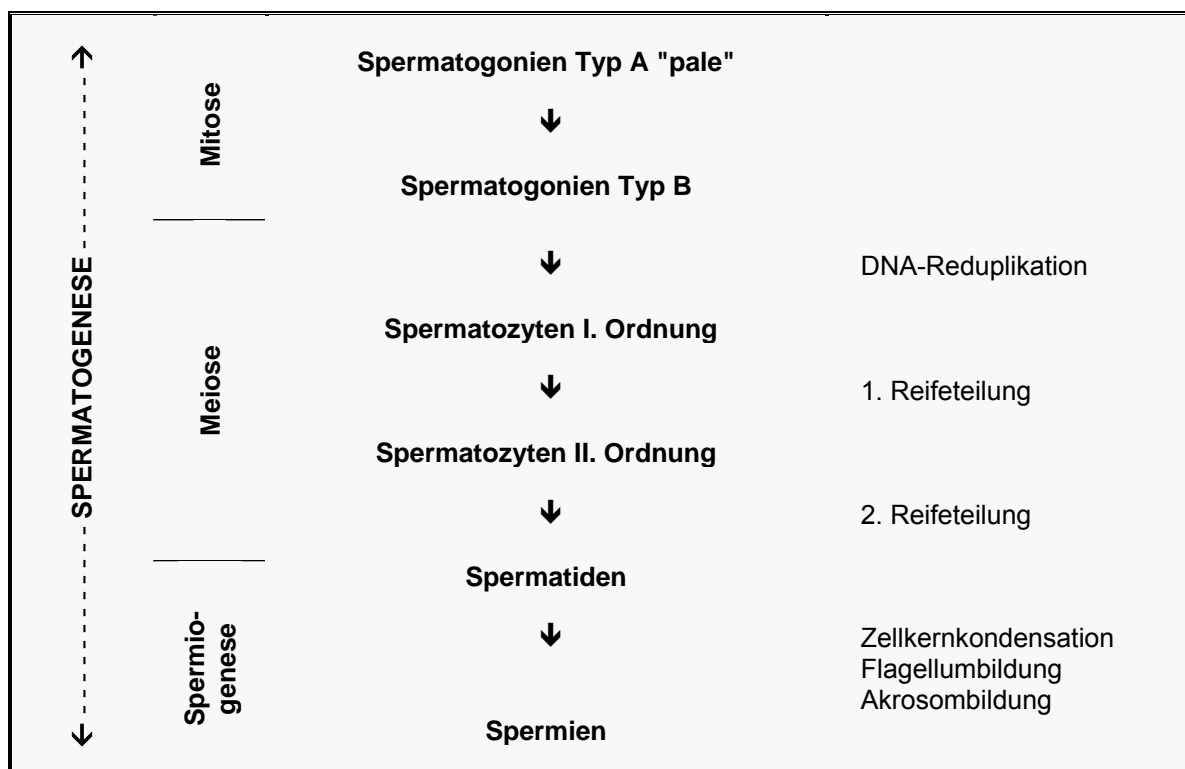 Spermatogonien Typ A "pale"
Mitose
Spermatogonien Typ B
SPERMATOGENESE
DNA-Reduplikation
Spermatozyten I. Ordnung
Meiose
1. Reifeteilung
Spermatozyten II. Ordnung
2. Reifeteilung
Spermatiden
Spermio-
genese
Zellkernkondensation
Flagellumbildung
Akrosombildung
Spermien